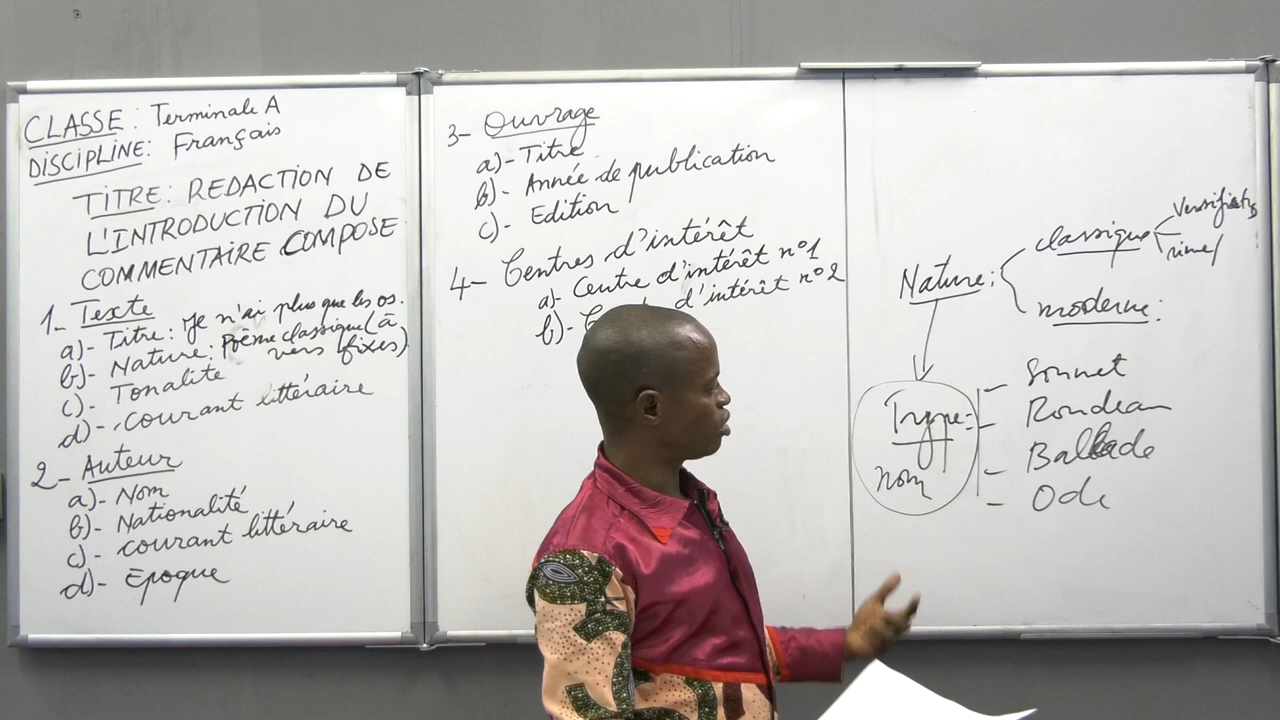 CLASSE : Terminale A
DISCIPLINE : Français
TITRE : REDACTION DE
L'INTRODUCTION DU
COMMENTAIRE COMPOSE
1- Texte
a)- Titre : Je n'ai plus que les os.
b)- Nature : Poème classique (à
vers fixes)
c)- Tonalité
d)- courant littéraire
2- Auteur
a)- Nom
b)- Nationalité
c)- courant littéraire
d)- Epoque
3- Ouvrage
a)- Titre
b)- Année de publication
c)- Edition
4- Centres d'intérêt
a)- Centre d'intérêt n°1
b)- d'intérêt n°2
Nature :
classique
rimes
moderne :
Type :
nom
- Sonnet
- Rondeau
- Ballade
- Ode